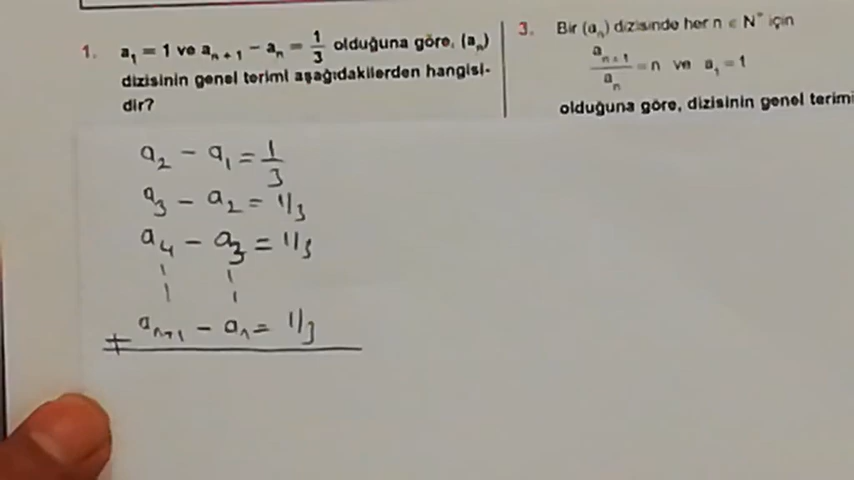 1. a₁ = 1 ve aₙ₊₁ - aₙ = 1/3 olduğuna göre, (aₙ)
dizisinin genel terimi aşağıdakilerden hangisi-
dir?
a₂ - a₁ = 1/3
a₃ - a₂ = 1/3
a₄ - a₃ = 1/3
aₙ₊₁ - aₙ = 1/3
+
3. Bir (aₙ) dizisinde her n ∈ N⁺ için
aₙ₊₁/aₙ = n ve a₁ = 1
olduğuna göre, dizisinin genel terimi